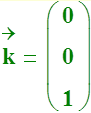 k⃗ = (0
0
1)